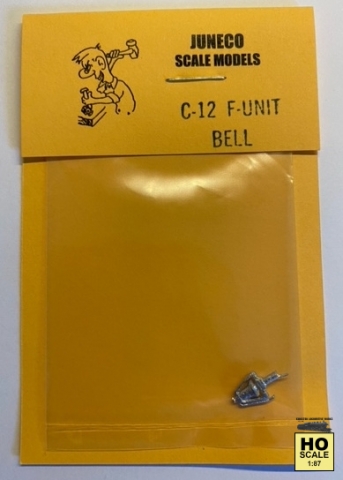 JUNECO
SCALE MODELS
C-12 F-UNIT
BELL
HO
SCALE
1:87